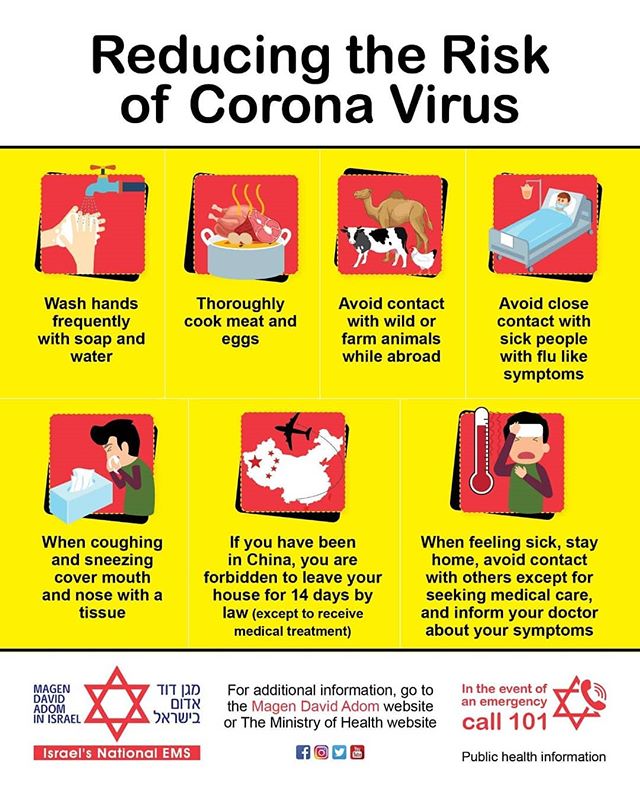 Reducing the Risk
of Corona Virus
Wash hands
frequently
with soap and
water
Thoroughly
cook meat and
eggs
Avoid contact
with wild or
farm animals
while abroad
Avoid close
contact with
sick people
with flu like
symptoms
When coughing
and sneezing
cover mouth
and nose with a
tissue
If you have been
in China, you are
forbidden to leave your
house for 14 days by
law (except to receive
medical treatment)
When feeling sick, stay
home, avoid contact
with others except for
seeking medical care,
and inform your doctor
about your symptoms
MAGEN
DAVID
ADOM
IN ISRAEL
מגן דוד
אדום
בישראל
Israel's National EMS
For additional information, go to
the Magen David Adom website
or The Ministry of Health website
In the event of
an emergency
call 101
Public health information